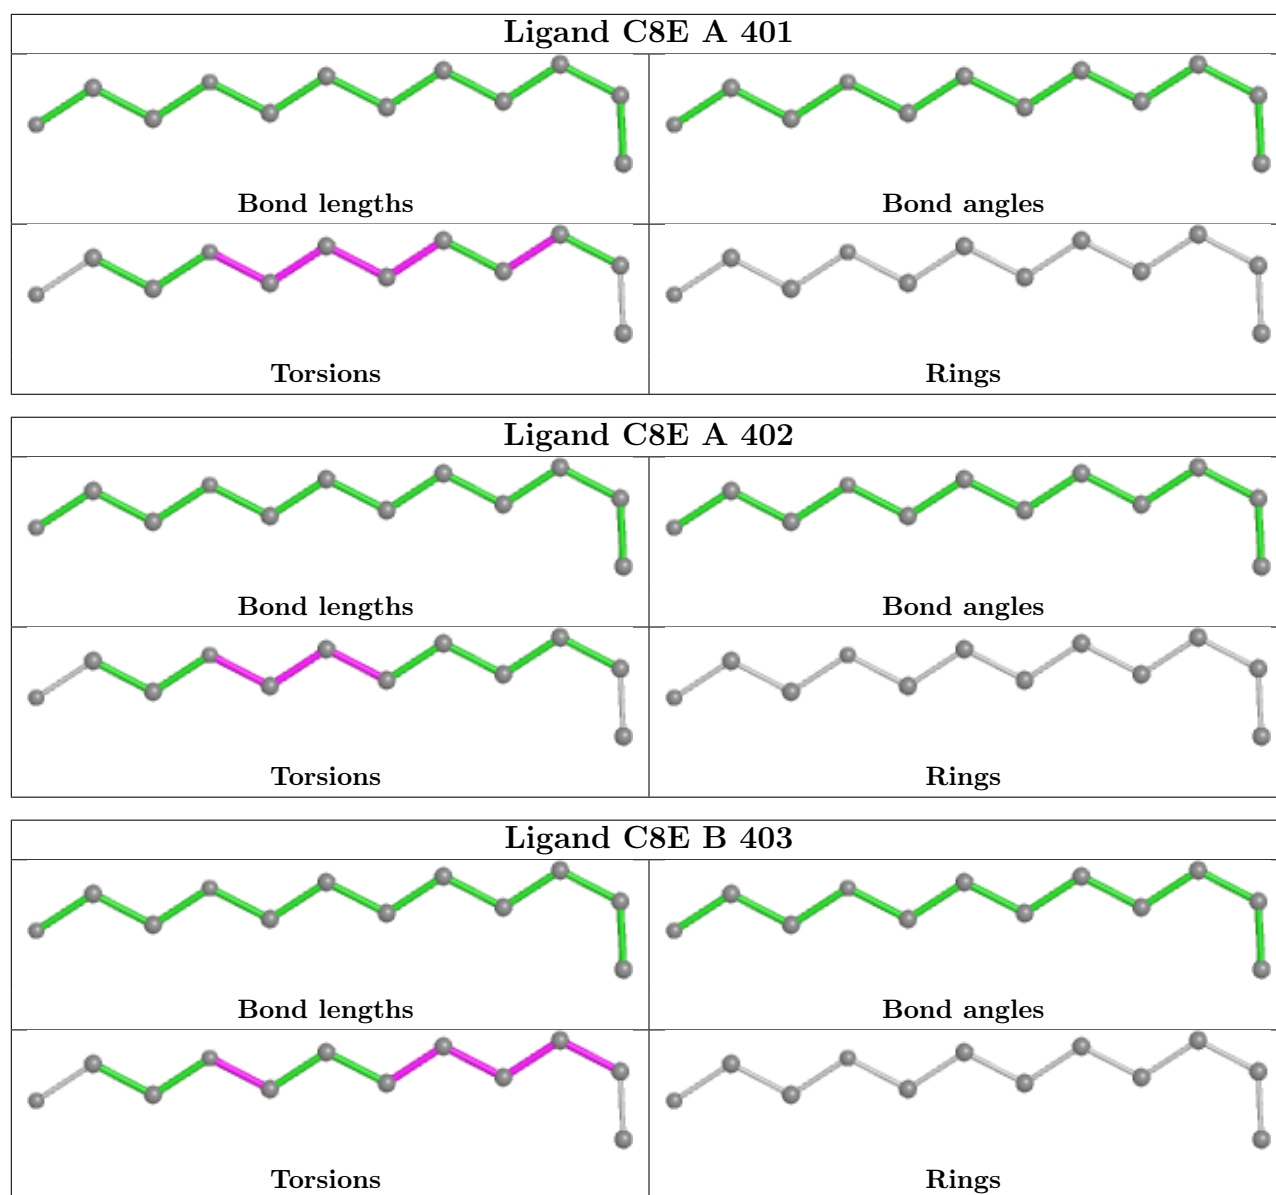 Ligand C8E A 401
Bond lengths
Bond angles
Torsions
Rings
Ligand C8E A 402
Bond lengths
Bond angles
Torsions
Rings
Ligand C8E B 403
Bond lengths
Bond angles
Torsions
Rings